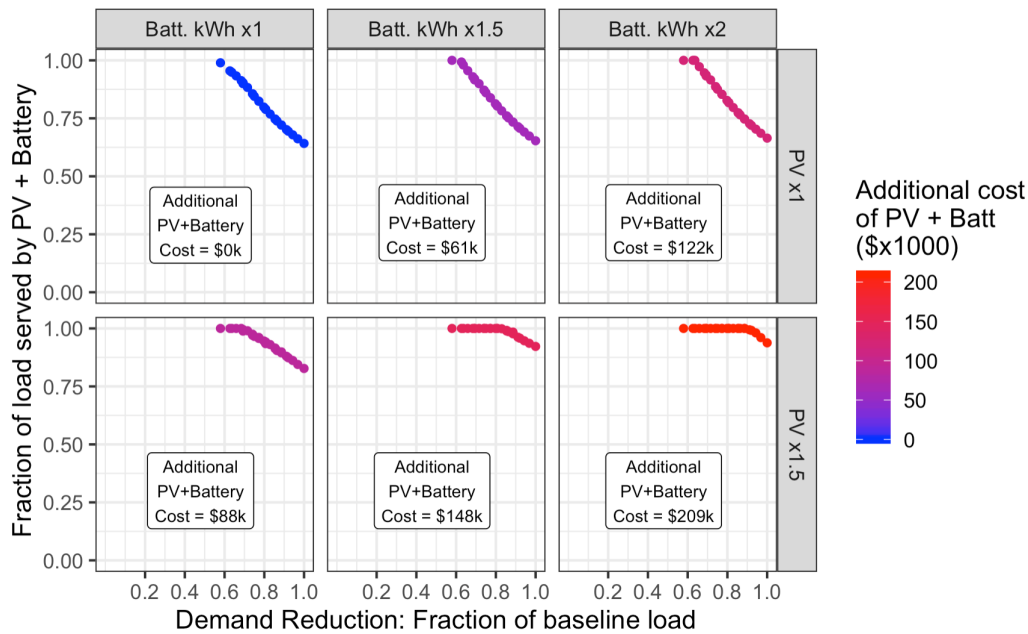 Batt. kWh x1
Batt. kWh x1.5
Batt. kWh x2
Fraction of load served by PV + Battery
1.00
0.75
0.50
0.25
0.00
Additional
PV+Battery
Cost = $0k
Additional
PV+Battery
Cost = $61k
Additional
PV+Battery
Cost = $122k
PV x1
1.00
0.75
0.50
0.25
0.00
Additional
PV+Battery
Cost = $88k
Additional
PV+Battery
Cost = $148k
Additional
PV+Battery
Cost = $209k
PV x1.5
0.2 0.4 0.6 0.8 1.0
0.2 0.4 0.6 0.8 1.0
0.2 0.4 0.6 0.8 1.0
Demand Reduction: Fraction of baseline load
Additional cost
of PV + Batt
($x1000)
200
150
100
50
0